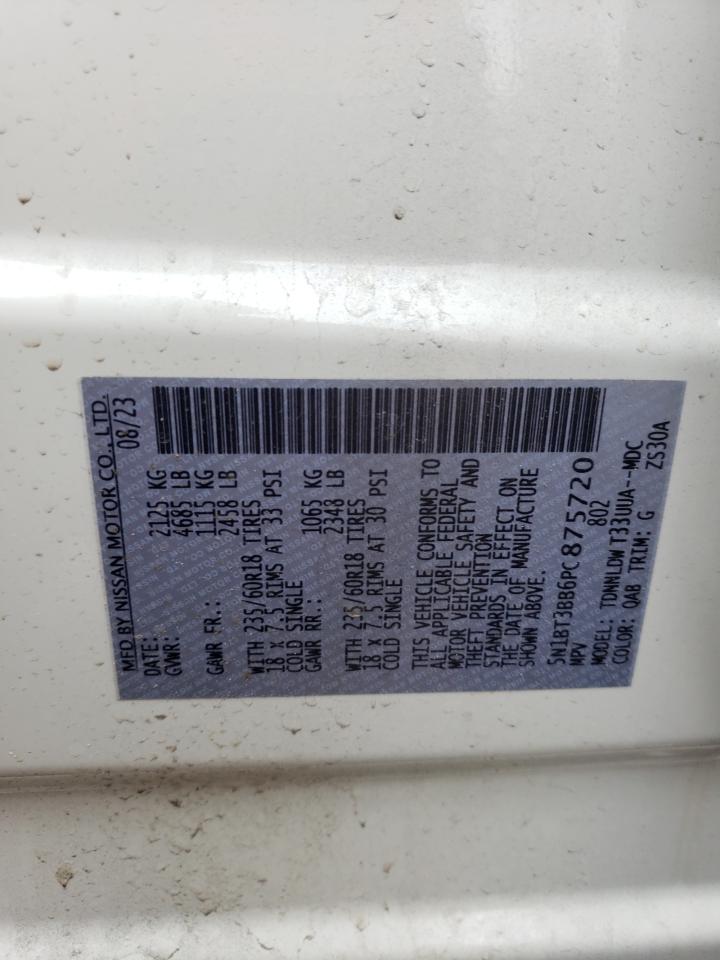 MFD BY NISSAN MOTOR CO., LTD.
DATE: 08/23
GVWR: 2125 KG
4685 LB
GAWR FR.: 1115 KG
2458 LB
WITH 235/60R18 TIRES
18 x 7.5 RIMS AT 33 PSI
COLD SINGLE
GAWR RR.: 1065 KG
2348 LB
WITH 235/60R18 TIRES
18 x 7.5 RIMS AT 30 PSI
COLD SINGLE
THIS VEHICLE CONFORMS TO
ALL APPLICABLE FEDERAL
MOTOR VEHICLE SAFETY AND
THEFT PREVENTION
STANDARDS IN EFFECT ON
THE DATE OF MANUFACTURE
SHOWN ABOVE.
5N1BT3BB6PC875720
MPV 802
MODEL: TDNNLDW T33UUA--MDC
COLOR: QAB TRIM: G ZS30A